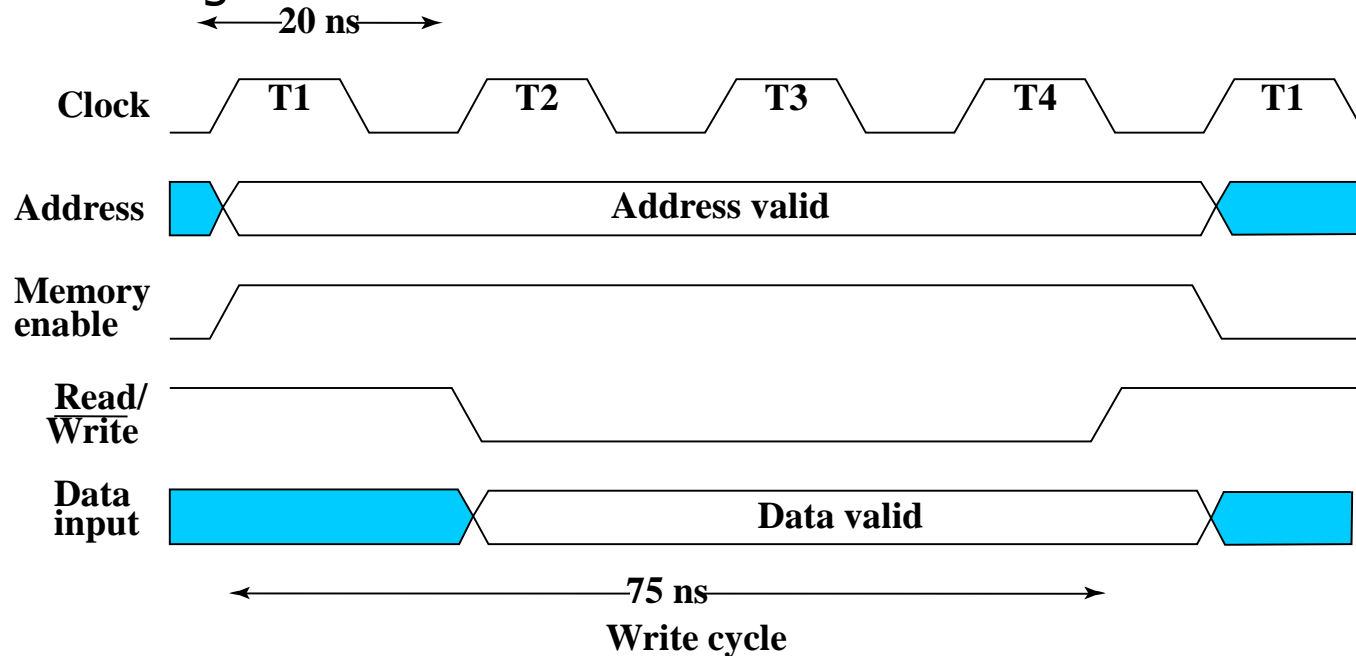 20 ns
Clock
T1 T2 T3 T4 T1
Address
Address valid
Memory
enable
Read/
Write
Data
input
Data valid
75 ns
Write cycle